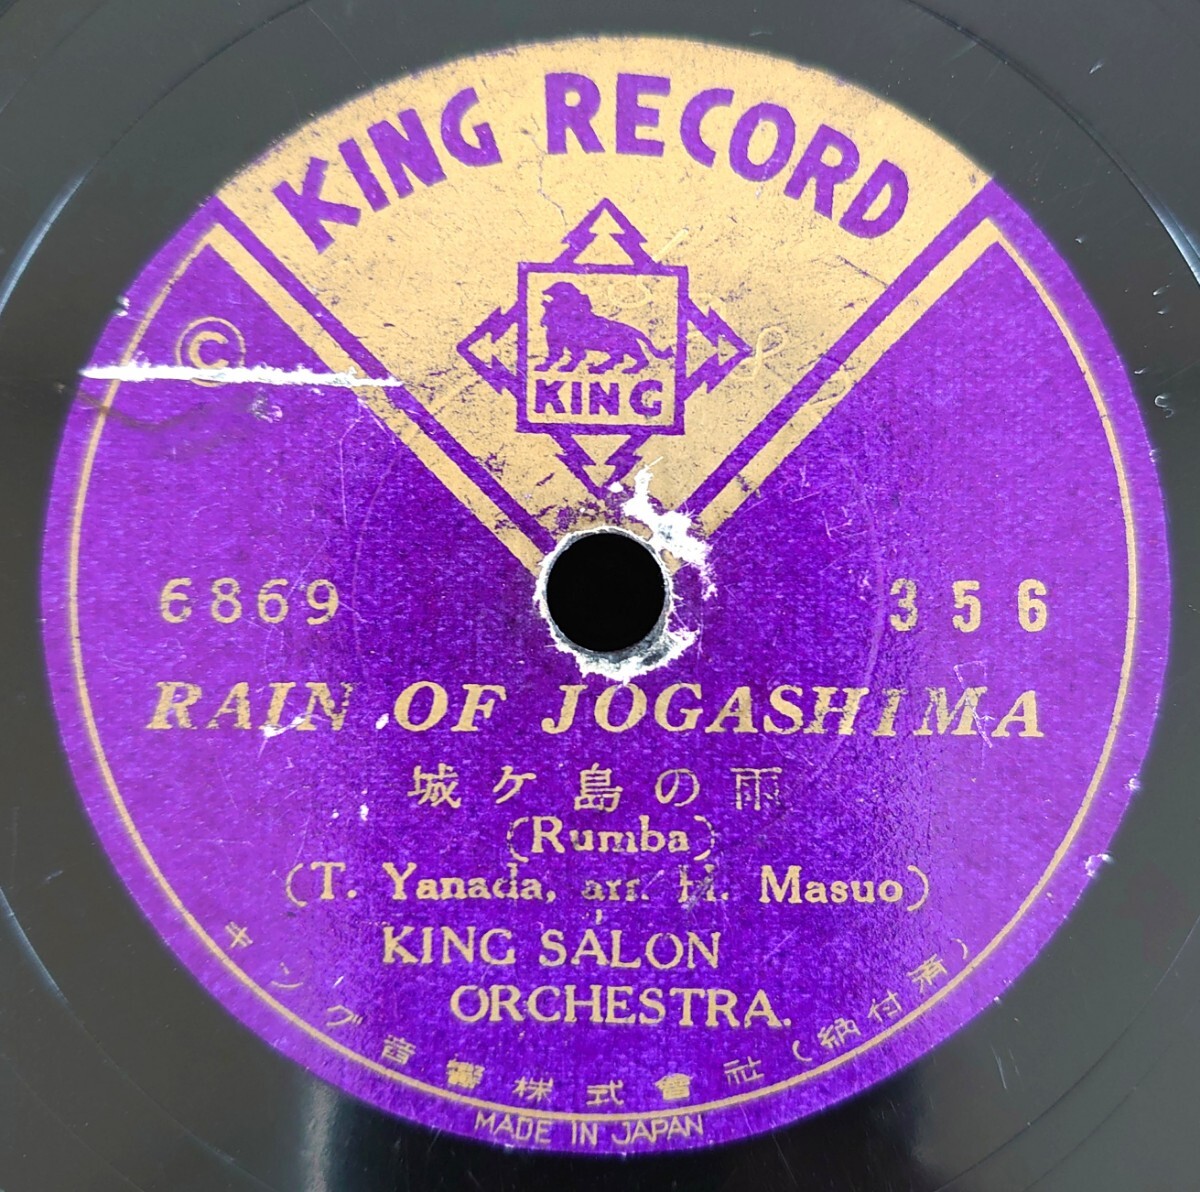 KING RECORD
KING
©
6869
356
RAIN OF JOGASHIMA
城ヶ島の雨
(Rumba)
(T. Yanada, arr. H. Masuo)
KING SALON
ORCHESTRA.
キング音響株式會社(納付済)
MADE IN JAPAN